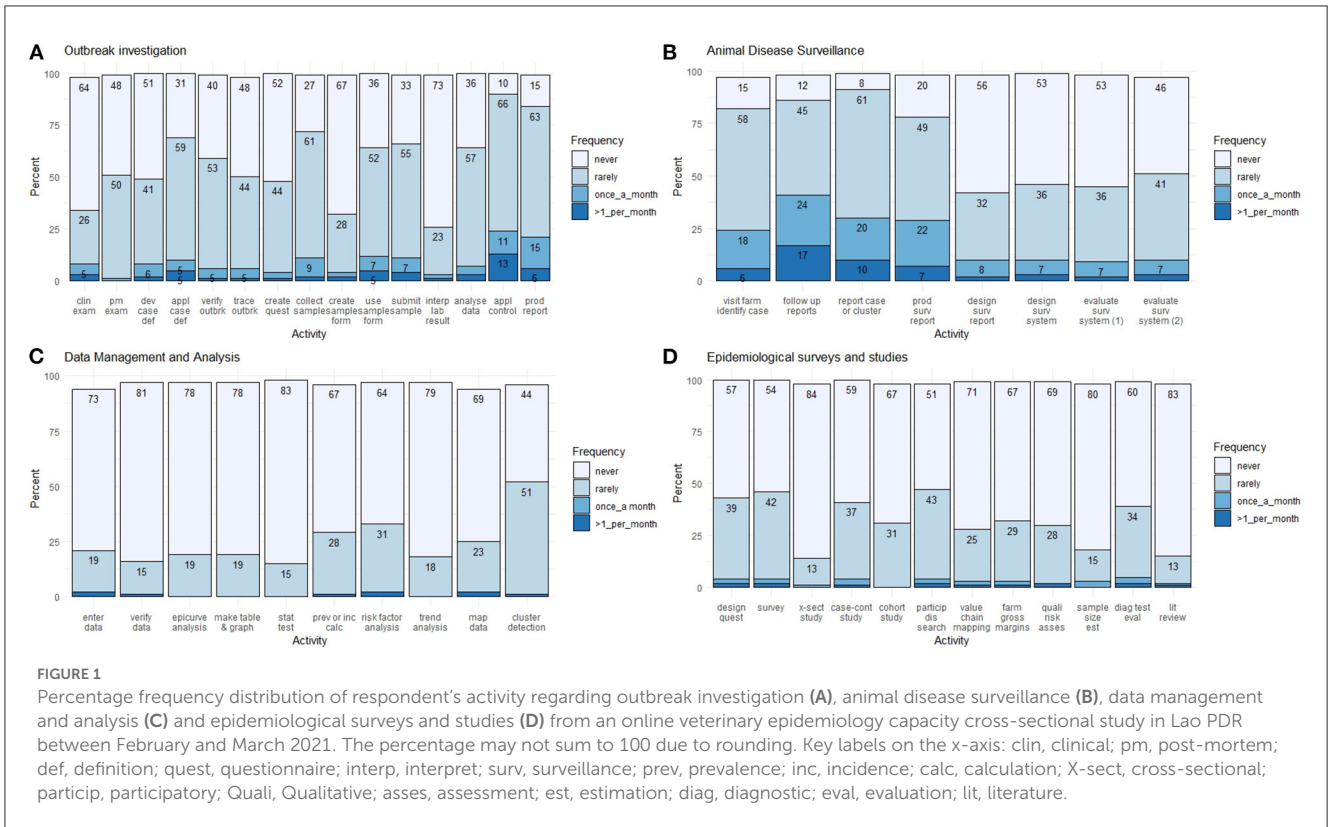 A Outbreak investigation
100
75
50
25
0
Percent
64 48 51 31 40 48 52 27 67 36 33 73 36 10 15
26 50 41 59 53 44 44 61 28 52 55 23 57 66 63
5 6 5 9 7 7 11 15
5 5 5 5 13 6
clin exam
pm exam
dev case def
appl case def
verify outbrk
trace outbrk
create quest
collect sample
create sample form
use sample form
submit sample
interp lab result
analyse data
appl control
prod report
Activity
Frequency
never
rarely
once_a_month
>1_per_month
B Animal Disease Surveillance
100
75
50
25
0
Percent
15 12 8 20 56 53 53 46
58 45 61 49 32 36 36 41
18 24 20 22 8 7 7 7
6 17 10 7
visit farm identify case
follow up reports
report case or cluster
prod surv report
design surv report
design surv system
evaluate surv system (1)
evaluate surv system (2)
Activity
Frequency
never
rarely
once_a_month
>1_per_month
C Data Management and Analysis
100
75
50
25
0
Percent
73 81 78 78 83 67 64 79 69 44
19 15 19 19 15 28 31 18 23 51
enter data
verify data
epicurve analysis
make table & graph
stat test
prev or inc calc
risk factor analysis
trend analysis
map data
cluster detection
Activity
Frequency
never
rarely
once_a month
>1_per_month
D Epidemiological surveys and studies
100
75
50
25
0
Percent
57 54 84 59 67 51 71 67 69 80 60 83
39 42 13 37 31 43 25 29 28 15 34 13
design quest
survey
x-sect study
case-cont study
cohort study
particip dis search
value chain mapping
farm gross margins
quali risk asses
sample size est
diag test eval
lit review
Activity
Frequency
never
rarely
once_a_month
>1_per_month
FIGURE 1
Percentage frequency distribution of respondent's activity regarding outbreak investigation (A), animal disease surveillance (B), data management
and analysis (C) and epidemiological surveys and studies (D) from an online veterinary epidemiology capacity cross-sectional study in Lao PDR
between February and March 2021. The percentage may not sum to 100 due to rounding. Key labels on the x-axis: clin, clinical; pm, post-mortem;
def, definition; quest, questionnaire; interp, interpret; surv, surveillance; prev, prevalence; inc, incidence; calc, calculation; X-sect, cross-sectional;
particip, participatory; Quali, Qualitative; asses, assessment; est, estimation; diag, diagnostic; eval, evaluation; lit, literature.